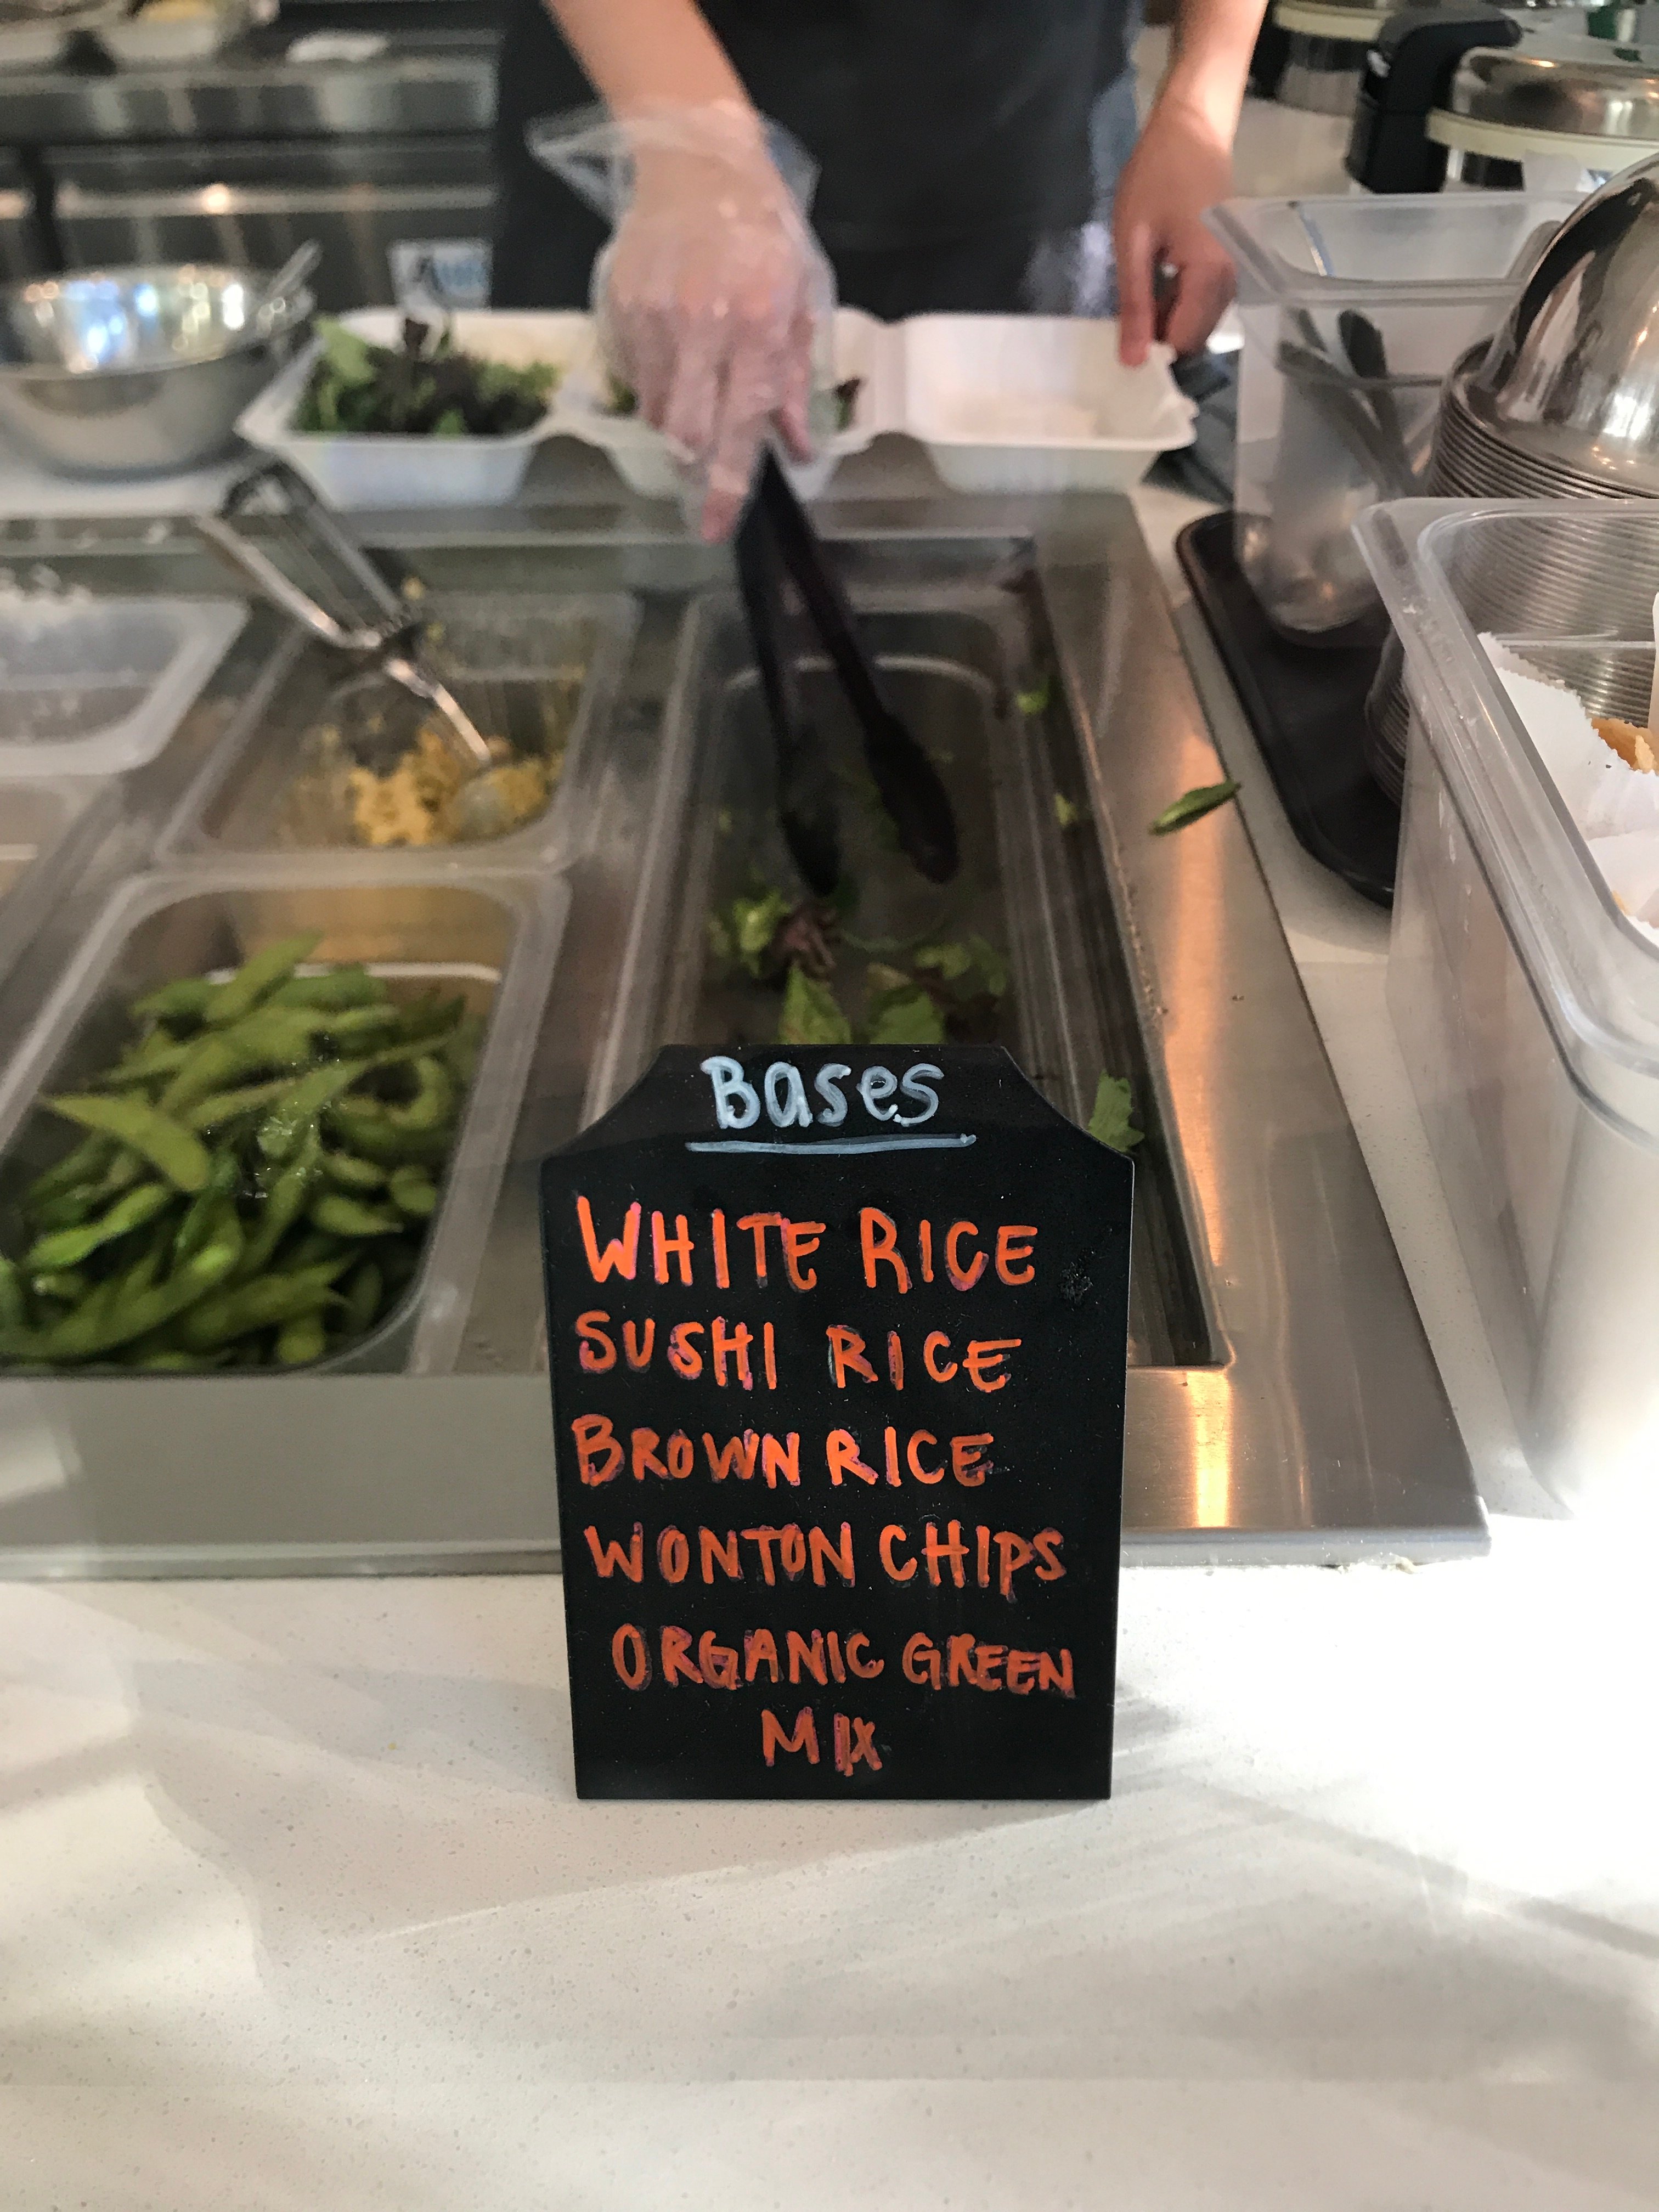 Bases
WHITE RICE
SUSHI RICE
BROWN RICE
WONTON CHIPS
ORGANIC GREEN
MIX